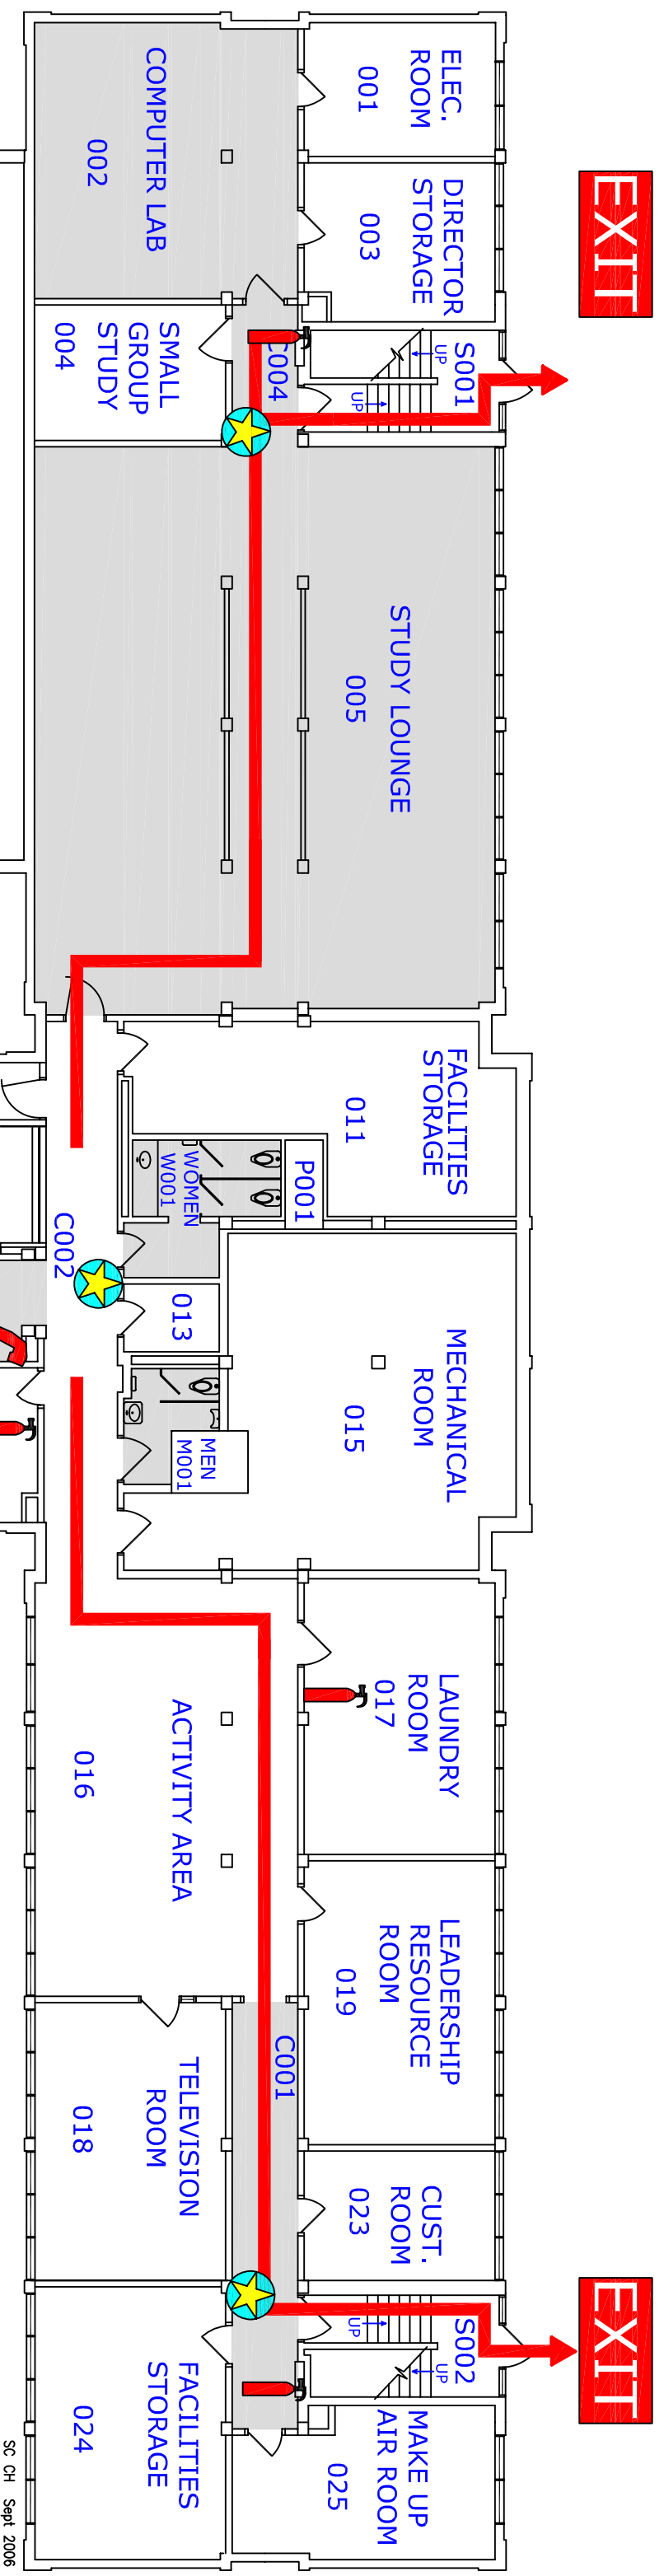 EXIT
EXIT
ELEC.
ROOM
001
DIRECTOR
STORAGE
003
S001
UP
UP
C004
COMPUTER LAB
002
SMALL
GROUP
STUDY
004
STUDY LOUNGE
005
FACILITIES
STORAGE
011
P001
WOMEN
W001
C002
013
MECHANICAL
ROOM
015
MEN
M001
LAUNDRY
ROOM
017
ACTIVITY AREA
016
LEADERSHIP
RESOURCE
ROOM
019
C001
TELEVISION
ROOM
018
CUST.
ROOM
023
S002
UP
UP
FACILITIES
STORAGE
024
MAKE UP
AIR ROOM
025
SC CH Sept 2006